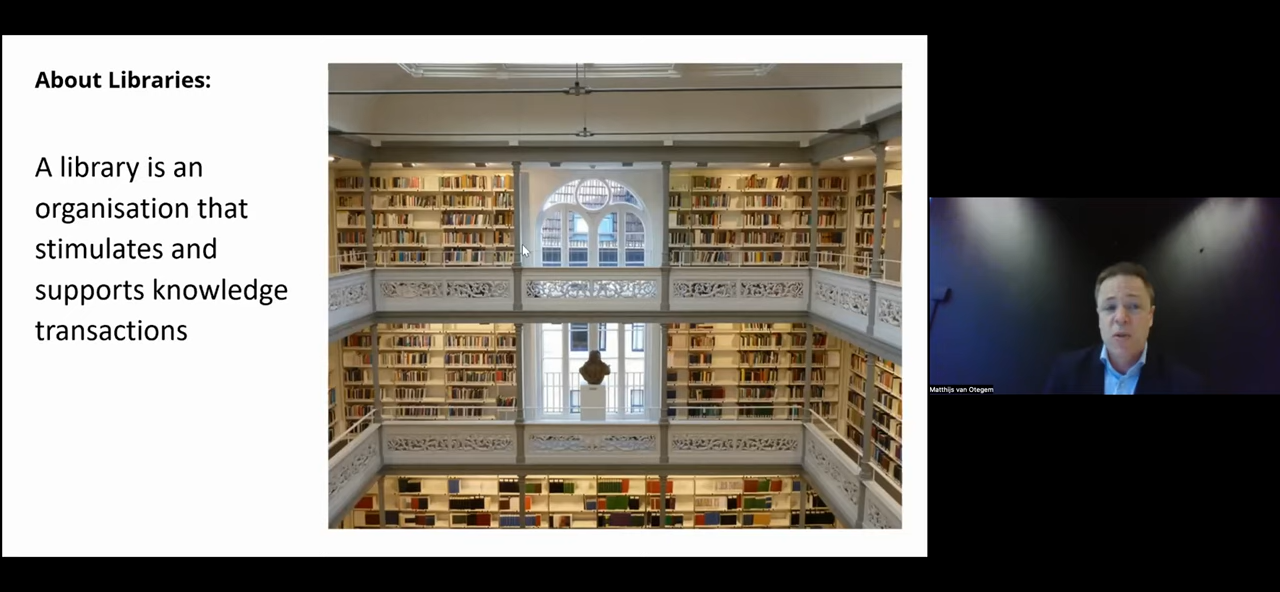 About Libraries:
A library is an
organisation that
stimulates and
supports knowledge
transactions
Matthijs van Otegem